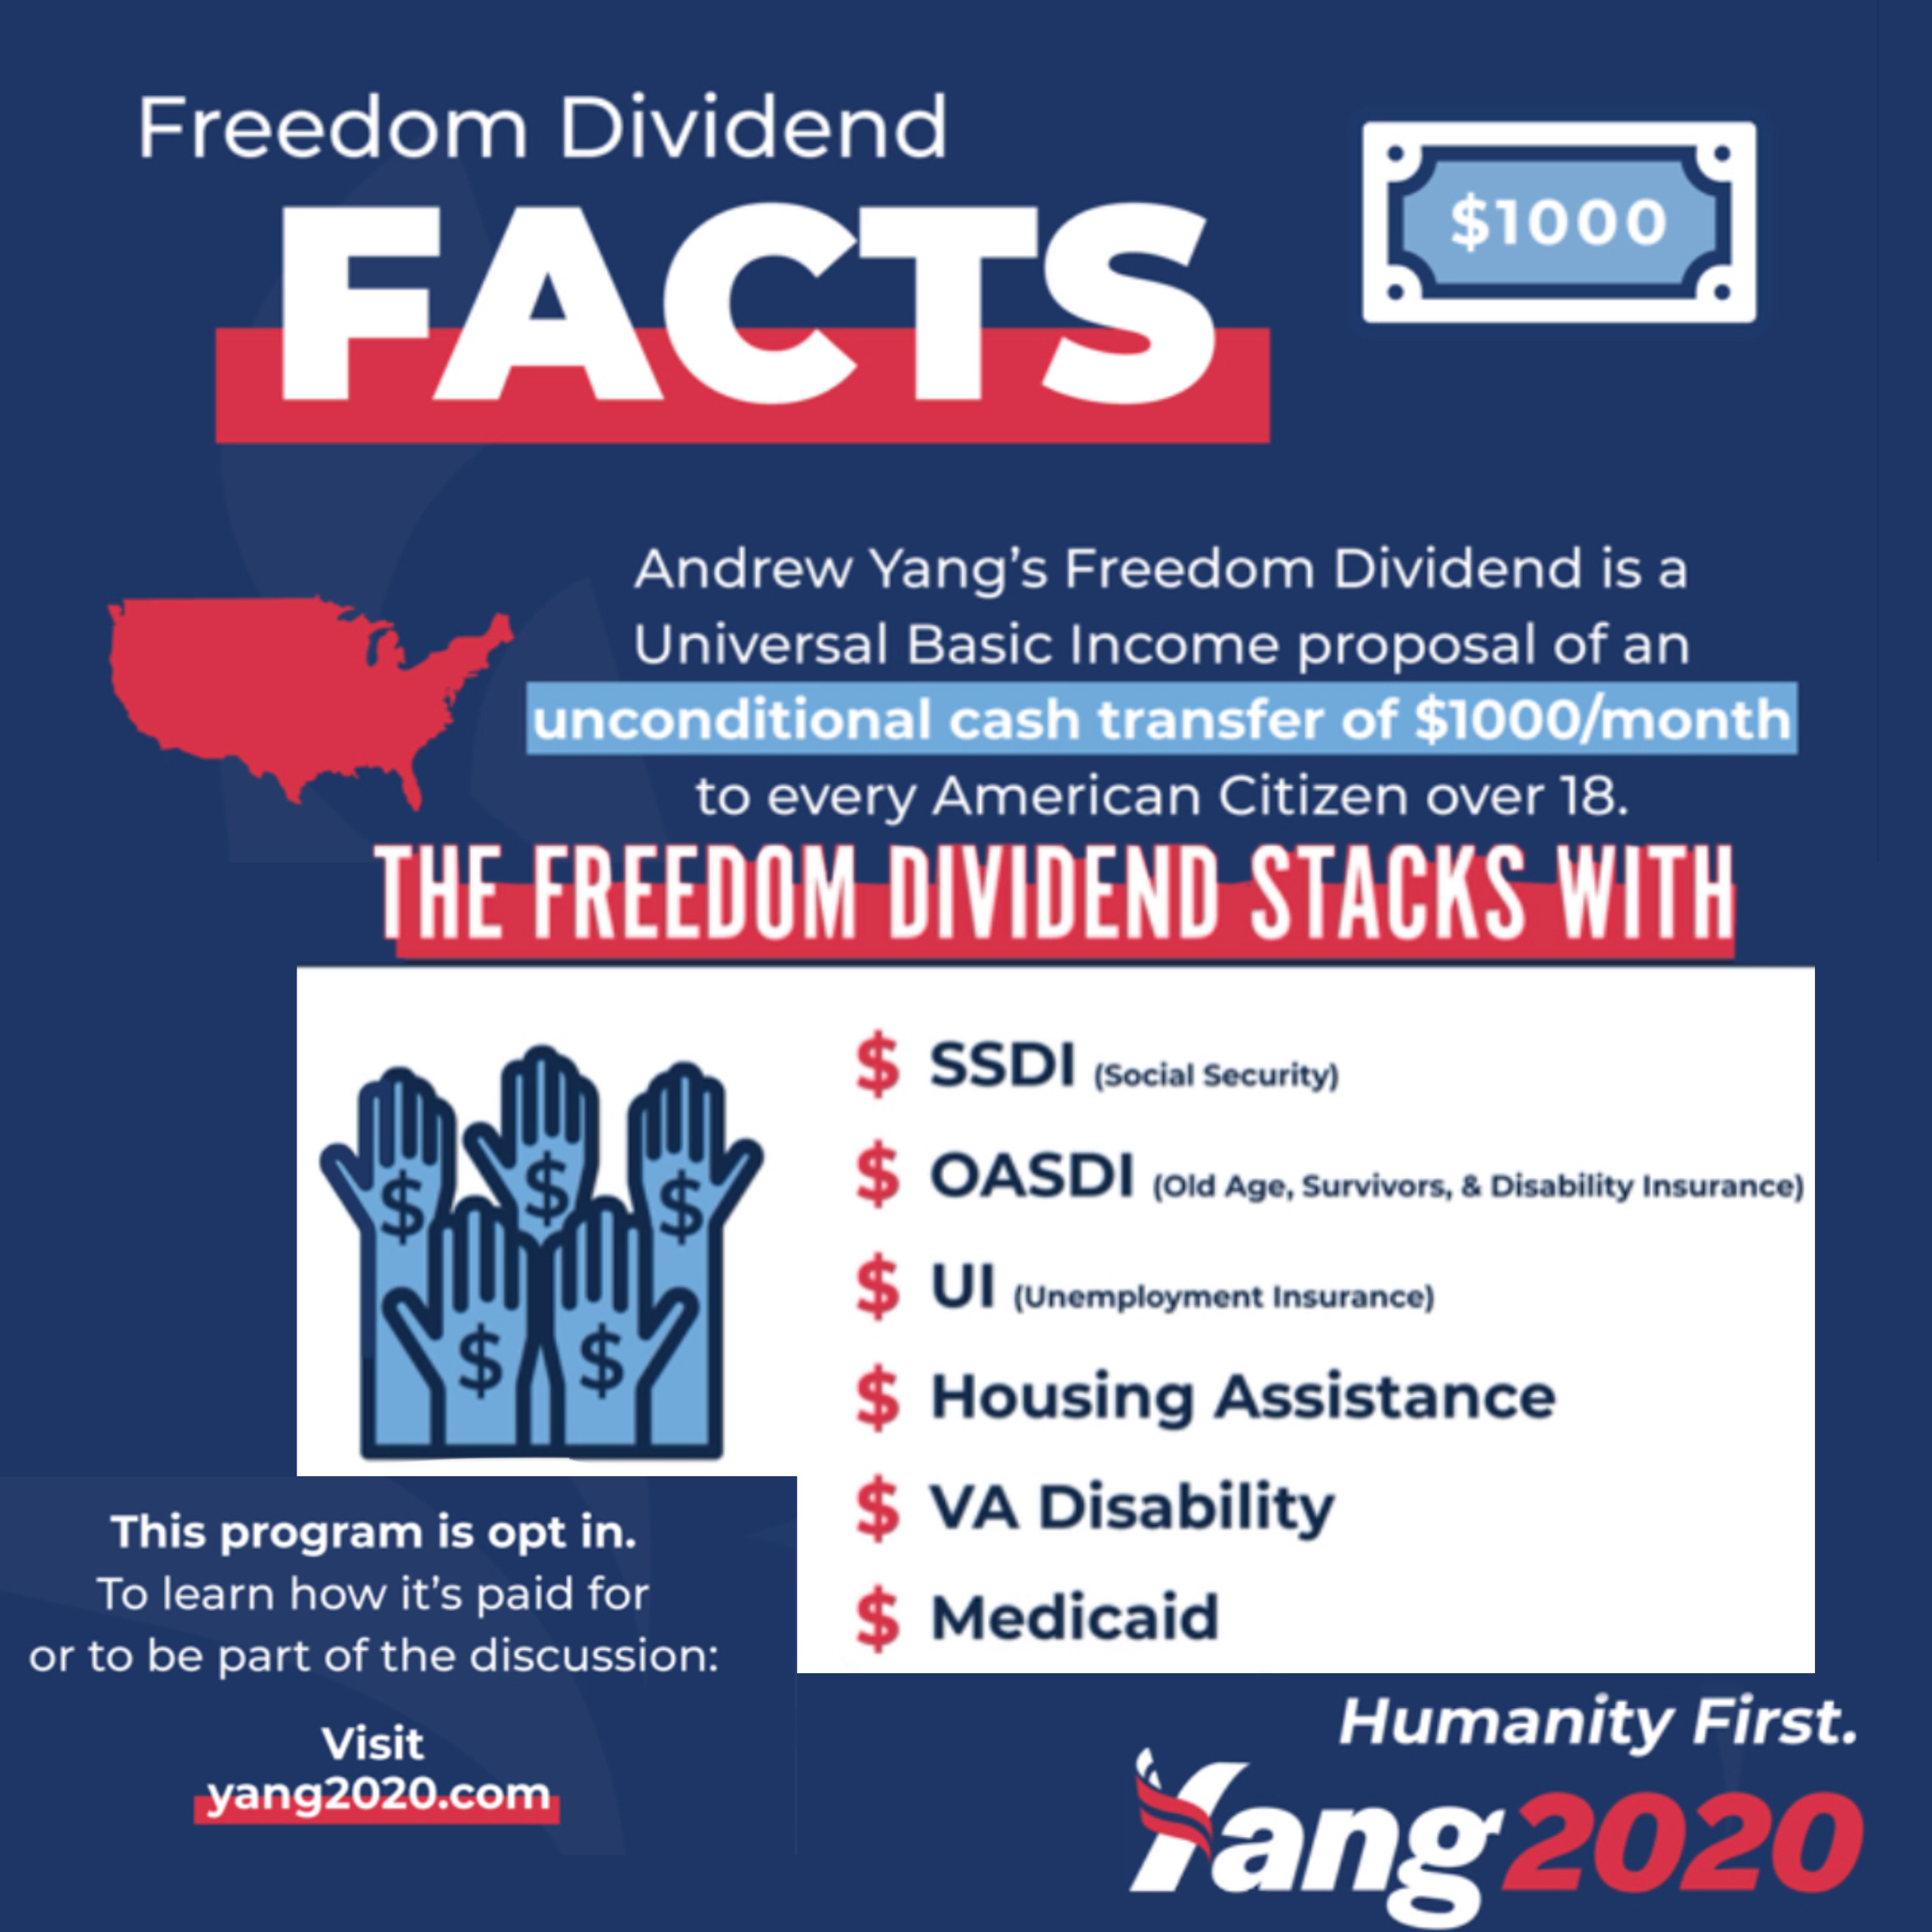 Freedom Dividend
FACTS
$1000
Andrew Yang's Freedom Dividend is a
Universal Basic Income proposal of an
unconditional cash transfer of $1000/month
to every American Citizen over 18.
THE FREEDOM DIVIDEND STACKS WITH
$ SSDI (Social Security)
$ OASDI (Old Age, Survivors, & Disability Insurance)
$ UI (Unemployment Insurance)
$ Housing Assistance
$ VA Disability
$ Medicaid
$ $ $
$ $
This program is opt in.
To learn how it's paid for
or to be part of the discussion:
Visit
yang2020.com
Humanity First.
Yang2020